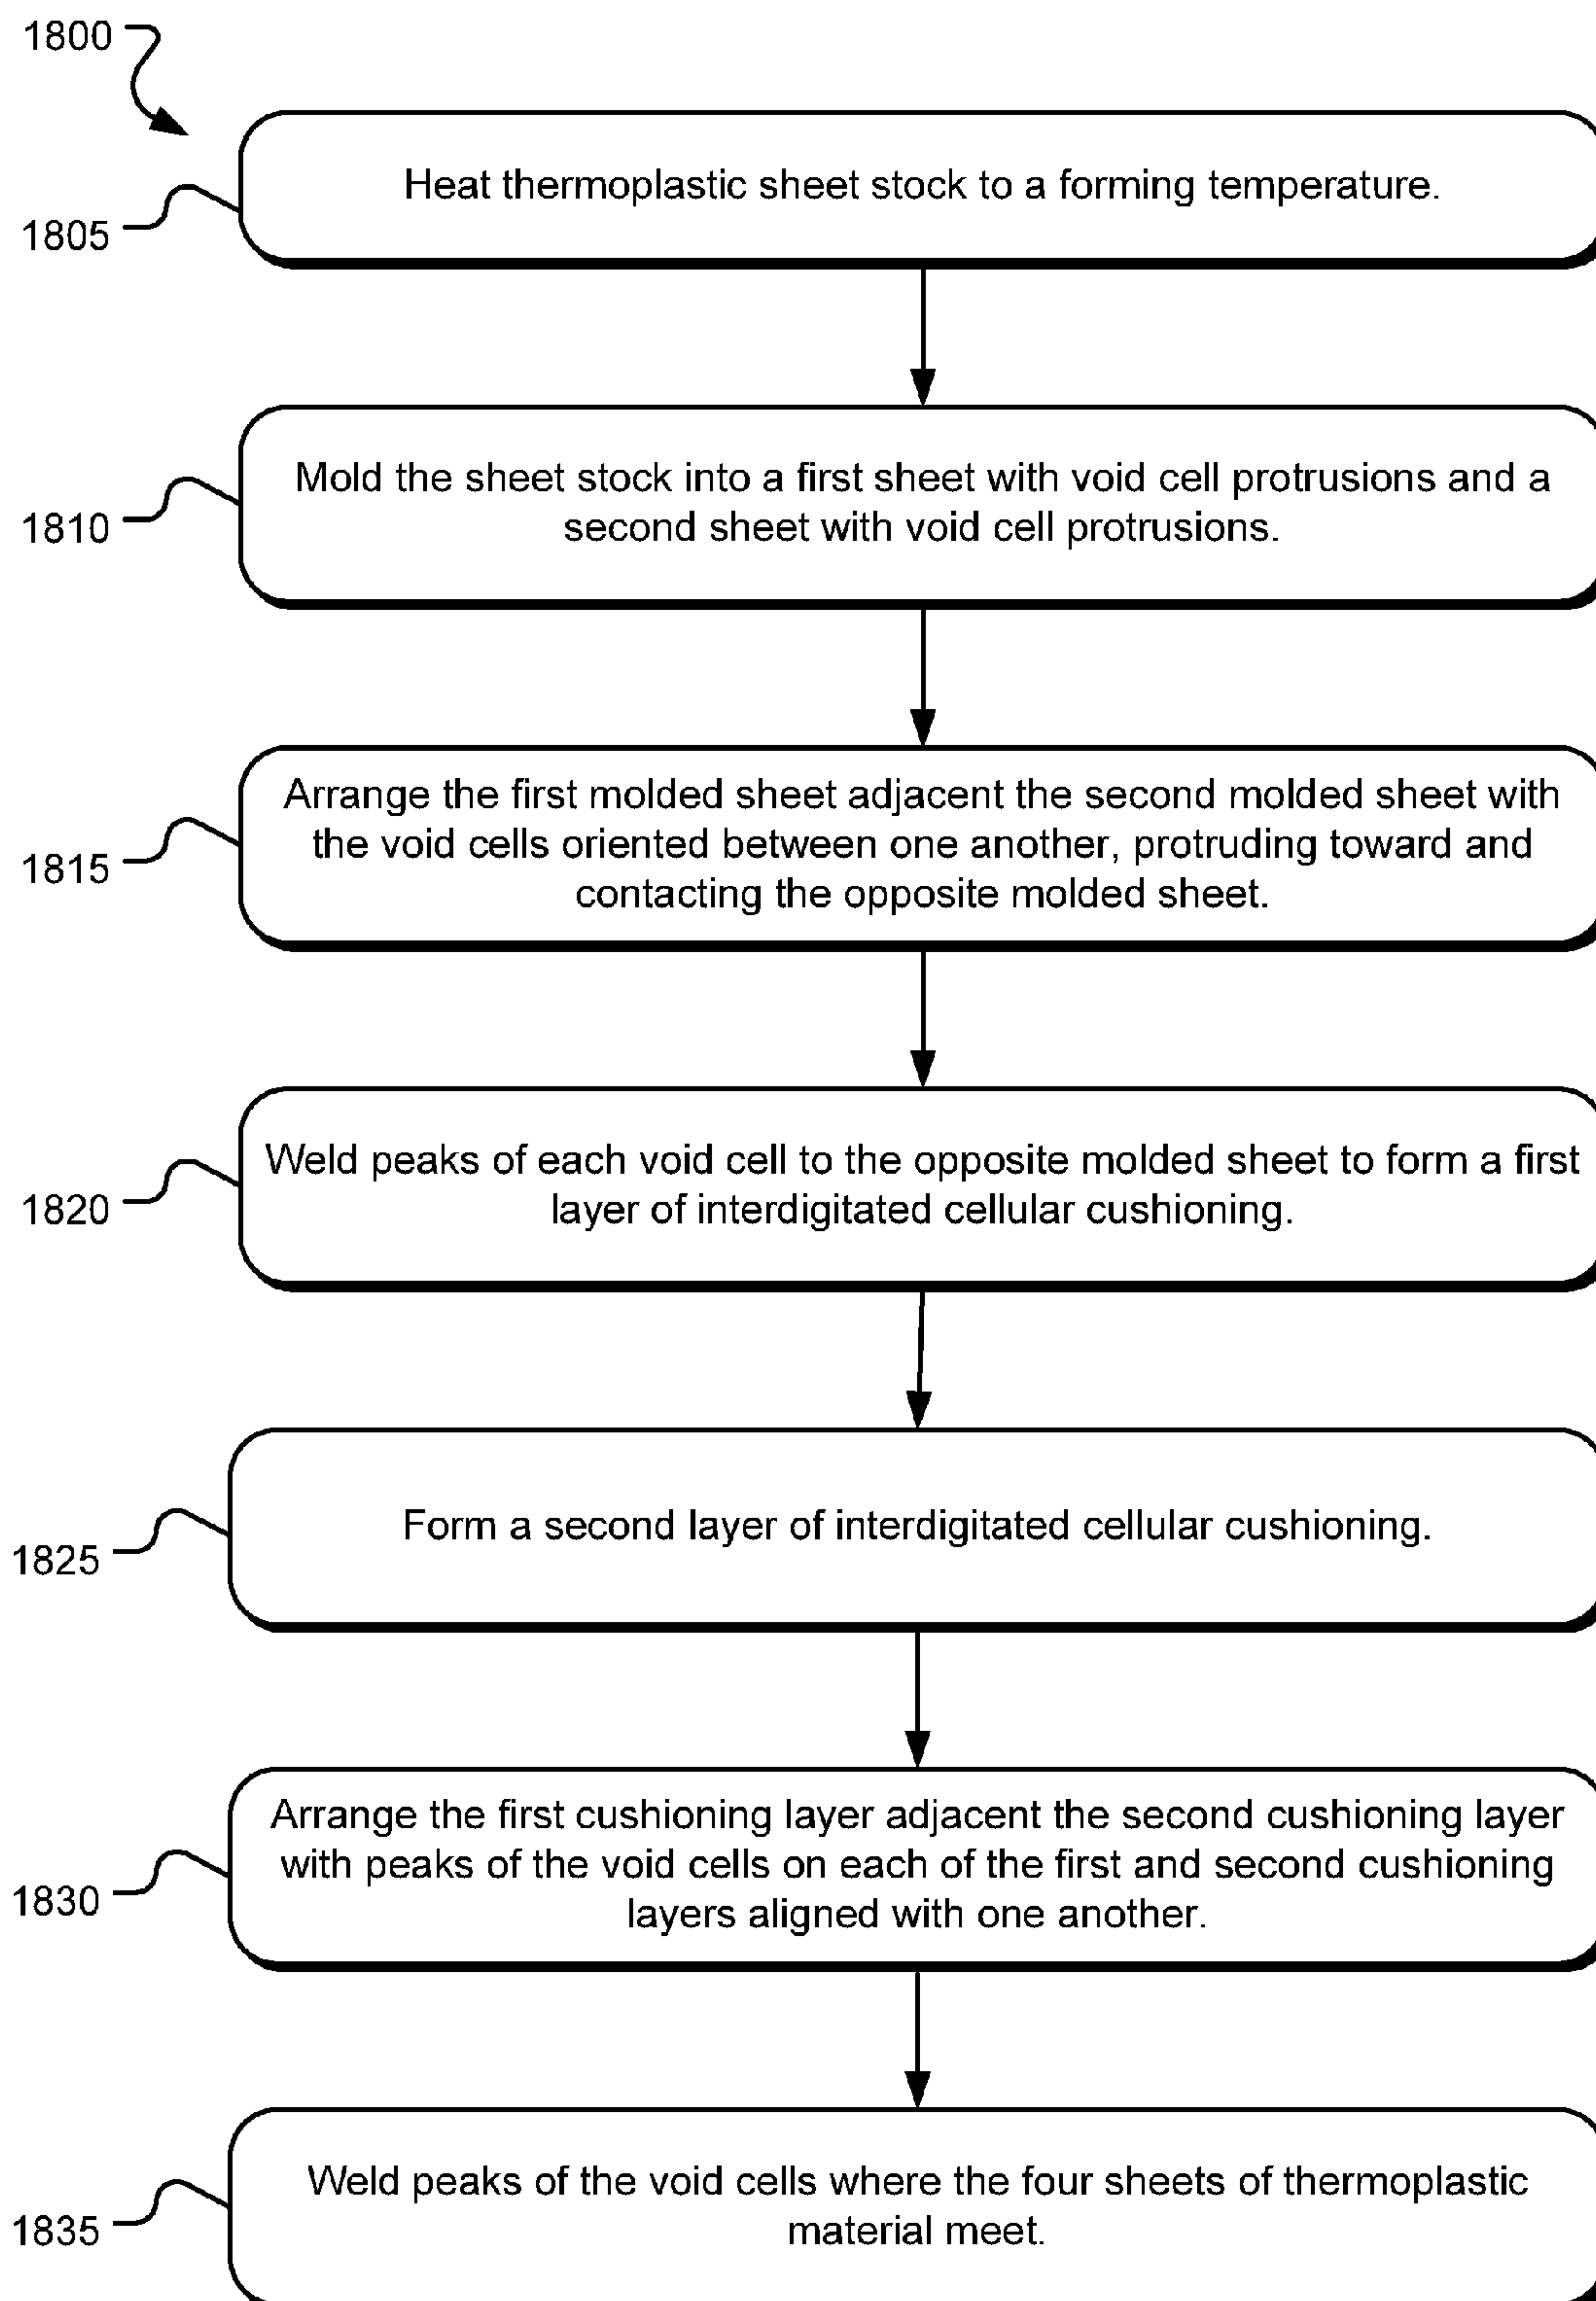 1800
Heat thermoplastic sheet stock to a forming temperature.
1805
Mold the sheet stock into a first sheet with void cell protrusions and a
second sheet with void cell protrusions.
1810
Arrange the first molded sheet adjacent the second molded sheet with
the void cells oriented between one another, protruding toward and
contacting the opposite molded sheet.
1815
Weld peaks of each void cell to the opposite molded sheet to form a first
layer of interdigitated cellular cushioning.
1820
Form a second layer of interdigitated cellular cushioning.
1825
Arrange the first cushioning layer adjacent the second cushioning layer
with peaks of the void cells on each of the first and second cushioning
layers aligned with one another.
1830
Weld peaks of the void cells where the four sheets of thermoplastic
material meet.
1835